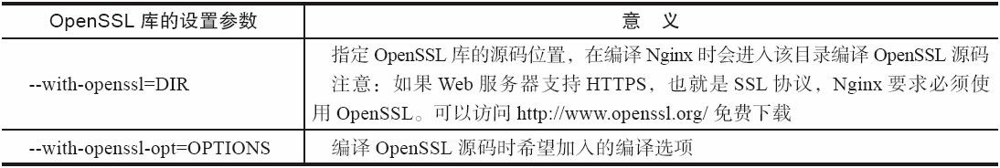 OpenSSL 库的设置参数 意 义
指定 OpenSSL 库的源码位置，在编译 Nginx 时会进入该目录编译 OpenSSL 源码
--with-openssl=DIR 注意：如果 Web 服务器支持 HTTPS，也就是 SSL 协议，Nginx 要求必须使
用 OpenSSL。可以访问 http://www.openssl.org/ 免费下载
--with-openssl-opt=OPTIONS 编译 OpenSSL 源码时希望加入的编译选项